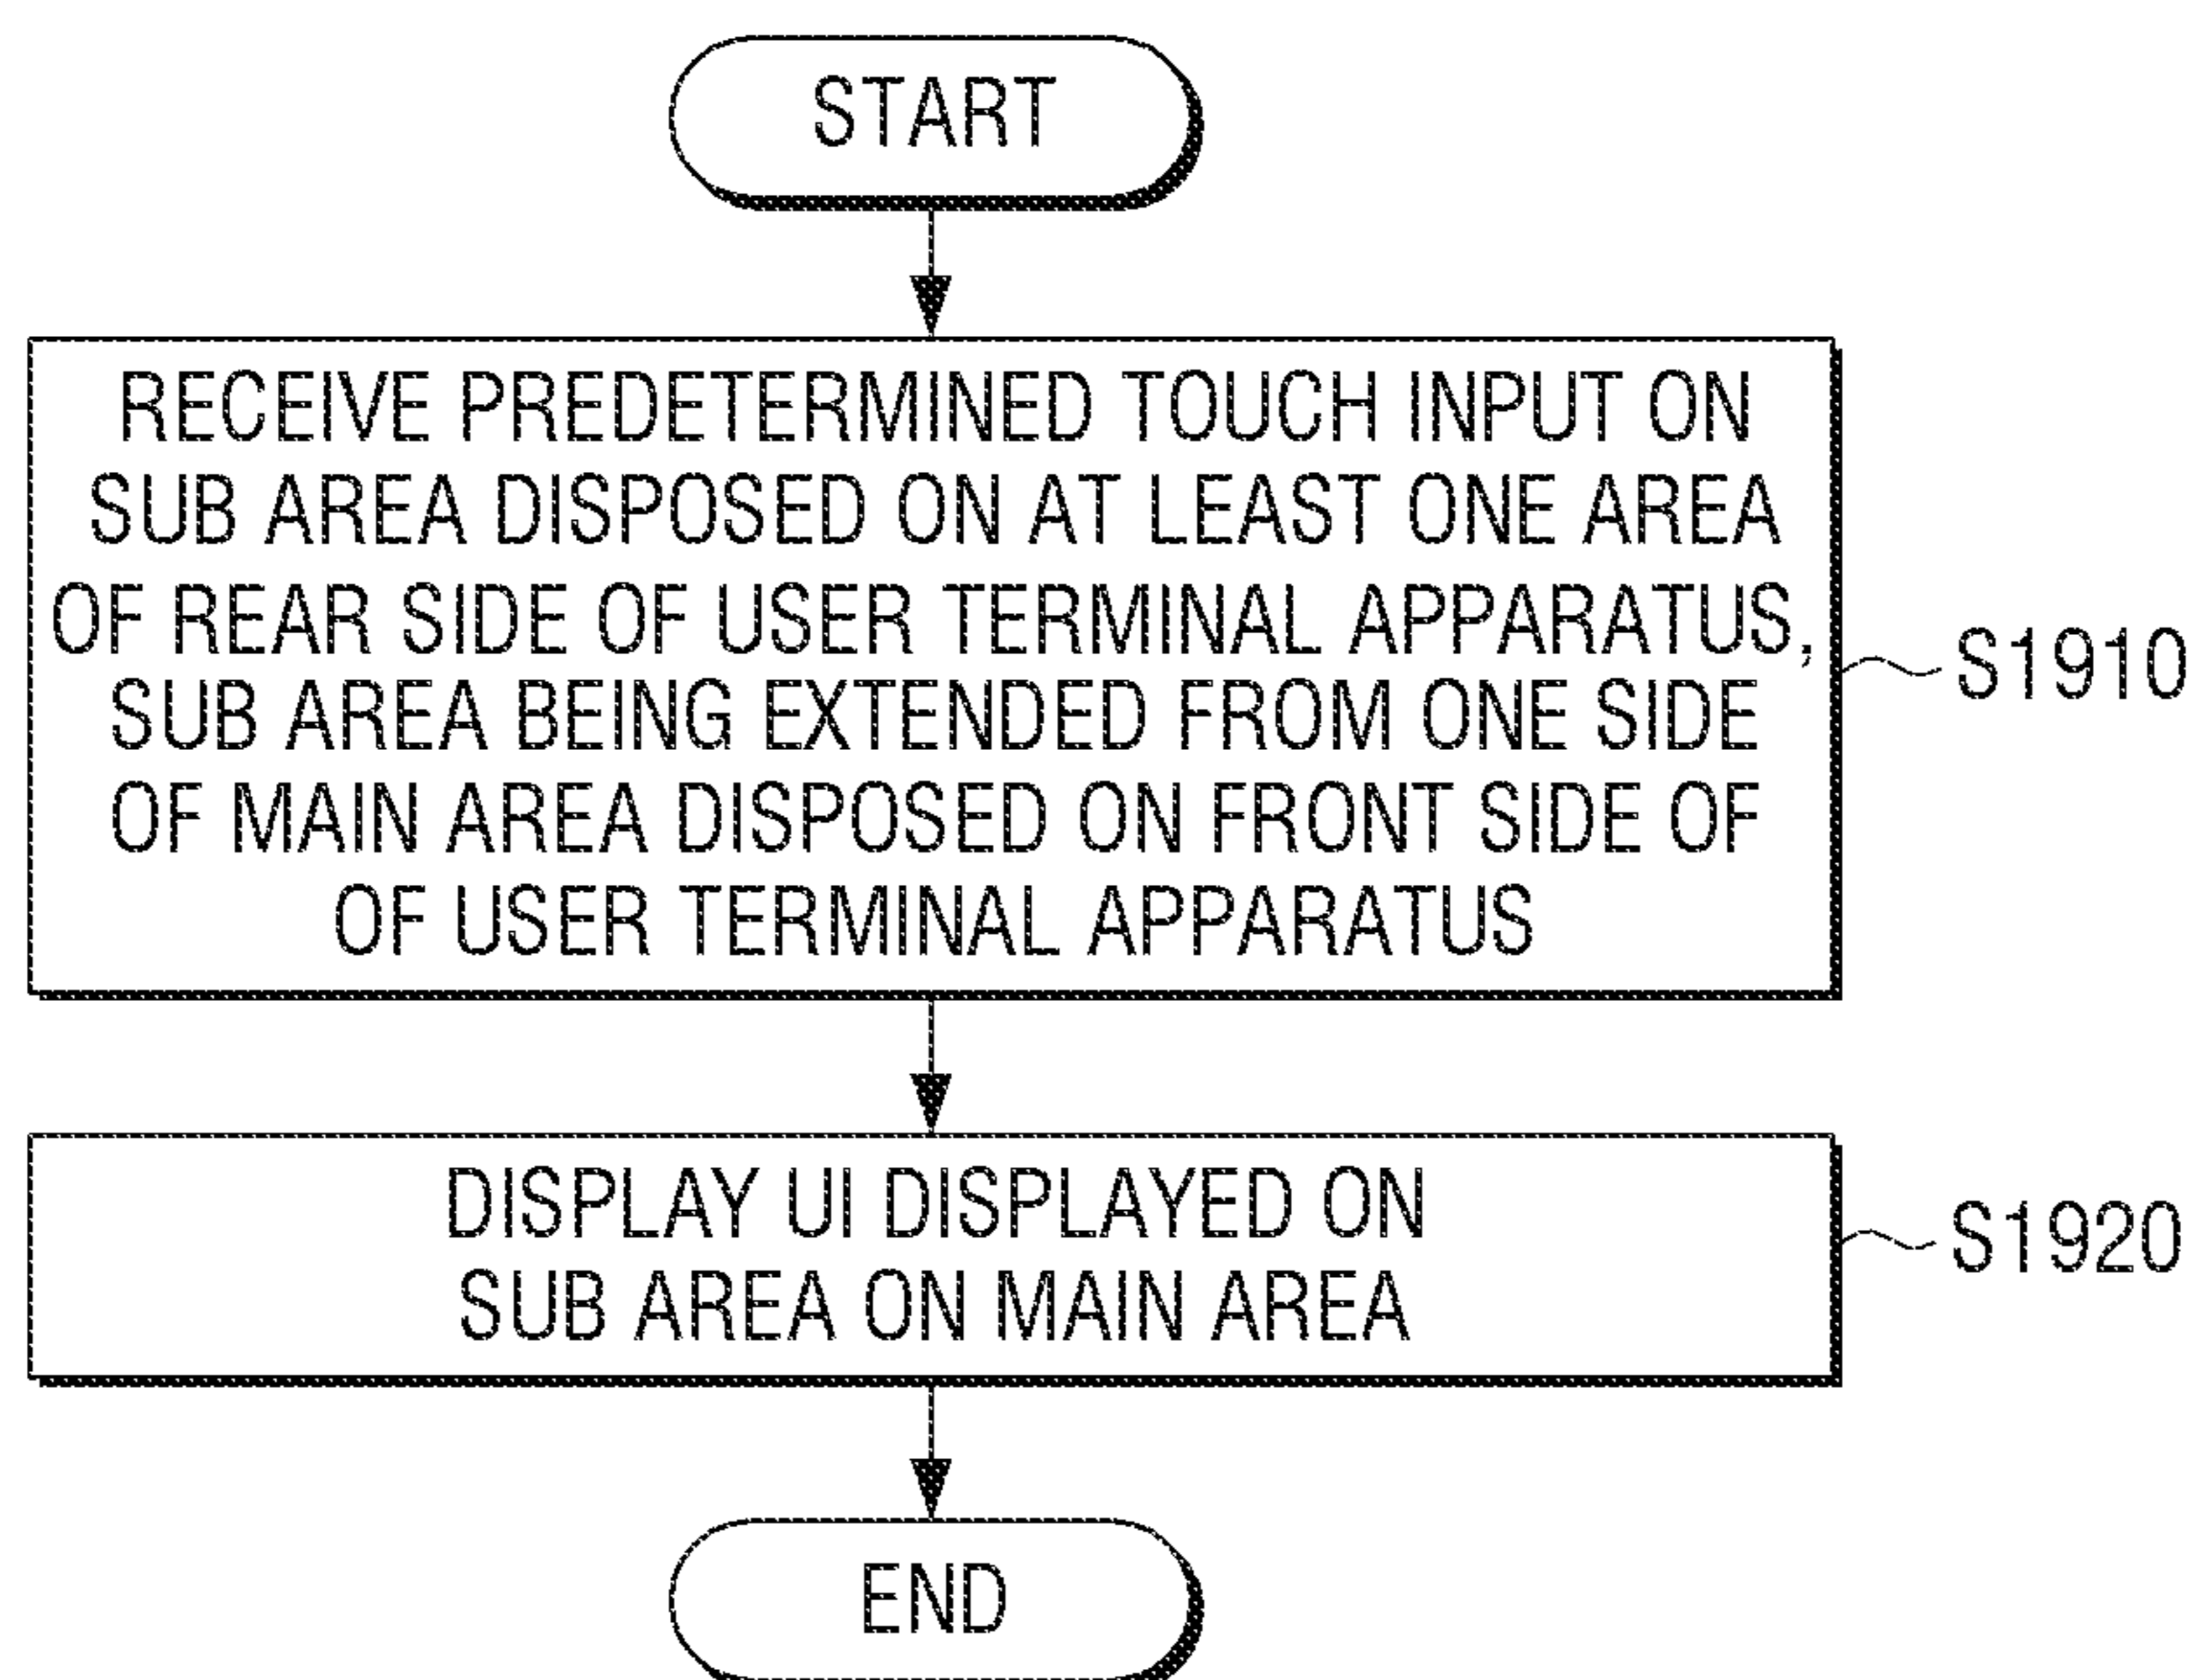 START
RECEIVE PREDETERMINED TOUCH INPUT ON
SUB AREA DISPOSED ON AT LEAST ONE AREA
OF REAR SIDE OF USER TERMINAL APPARATUS,
SUB AREA BEING EXTENDED FROM ONE SIDE
OF MAIN AREA DISPOSED ON FRONT SIDE OF
OF USER TERMINAL APPARATUS
S1910
DISPLAY UI DISPLAYED ON
SUB AREA ON MAIN AREA
S1920
END